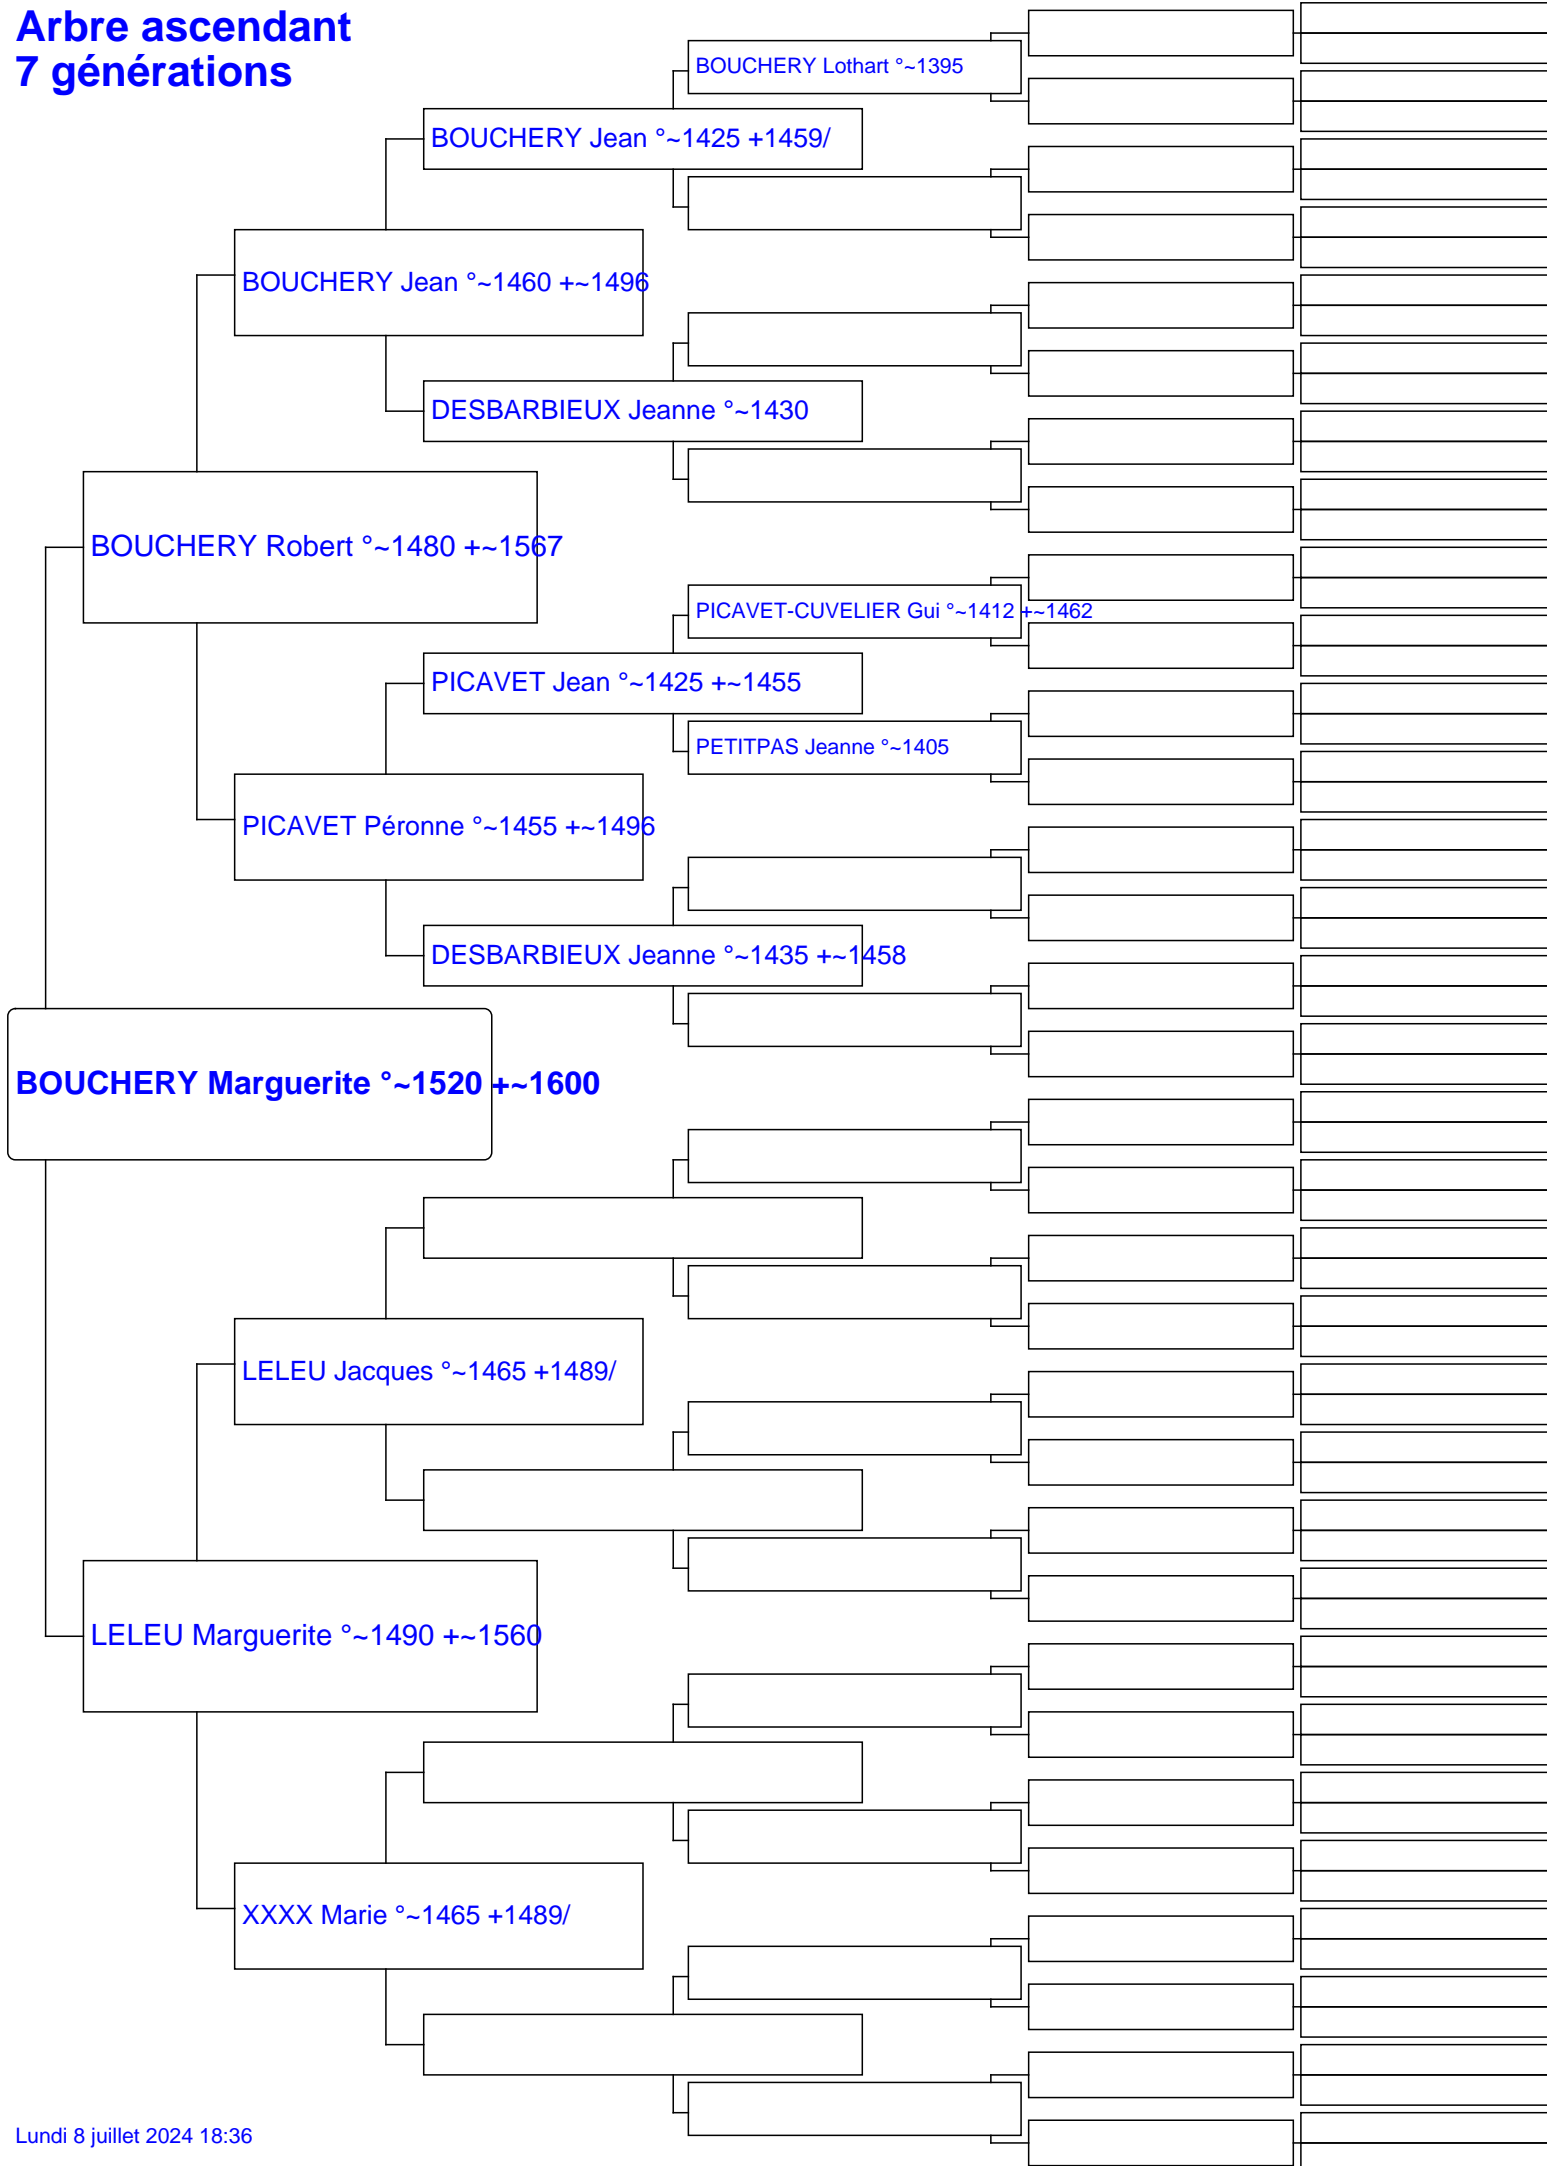 Arbre ascendant
7 générations
BOUCHERY Lothart °~1395
BOUCHERY Jean °~1425 +1459/
BOUCHERY Jean °~1460 +~1496
DESBARBIEUX Jeanne °~1430
BOUCHERY Robert °~1480 +~1567
PICAVET-CUVELIER Gui °~1412 +~1462
PICAVET Jean °~1425 +~1455
PETITPAS Jeanne °~1405
PICAVET Péronne °~1455 +~1496
DESBARBIEUX Jeanne °~1435 +~1458
BOUCHERY Marguerite °~1520 +~1600
LELEU Jacques °~1465 +1489/
LELEU Marguerite °~1490 +~1560
XXXX Marie °~1465 +1489/
Lundi 8 juillet 2024 18:36